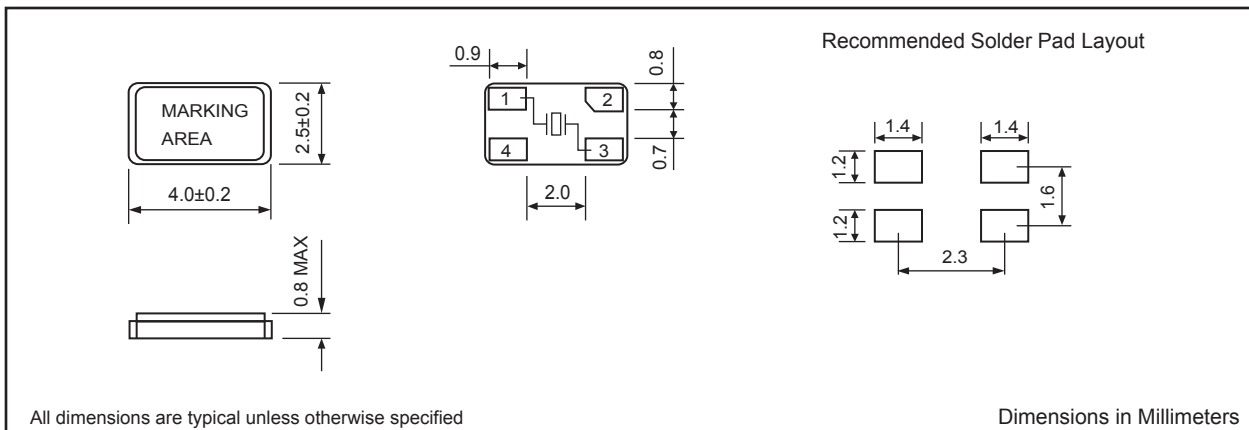 Recommended Solder Pad Layout
MARKING
AREA
2.5±0.2
4.0±0.2
0.8 MAX
0.9
0.8
1
2
4
3
0.7
2.0
1.4
1.4
1.2
1.2
1.6
2.3
All dimensions are typical unless otherwise specified
Dimensions in Millimeters